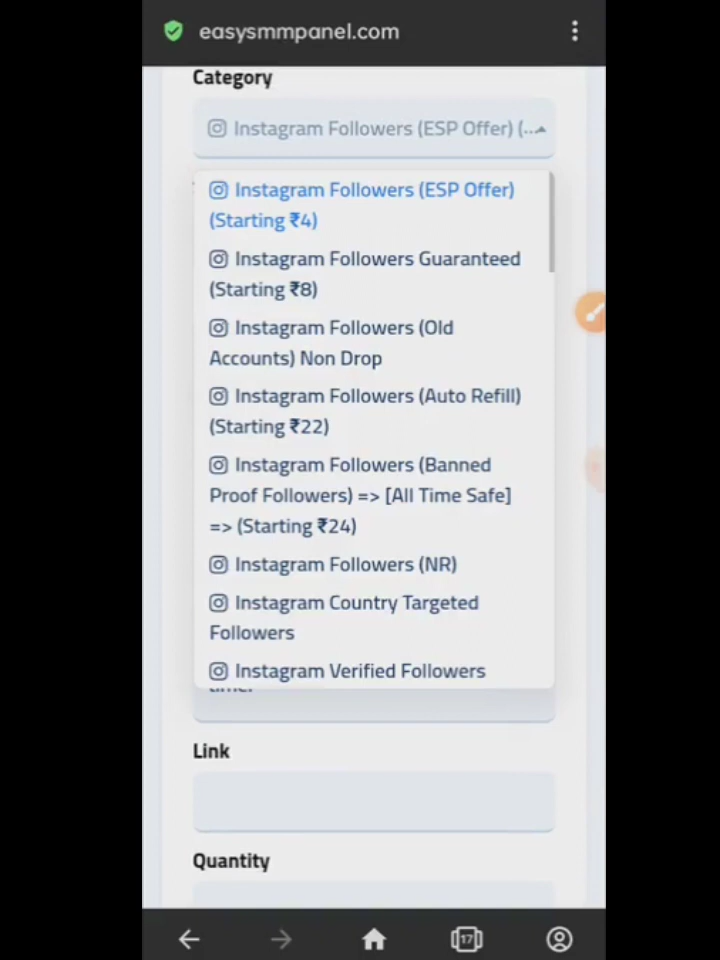 easysmmpanel.com
Category
Instagram Followers (ESP Offer) (...
Instagram Followers (ESP Offer)
(Starting ₹4)
Instagram Followers Guaranteed
(Starting ₹8)
Instagram Followers (Old
Accounts) Non Drop
Instagram Followers (Auto Refill)
(Starting ₹22)
Instagram Followers (Banned
Proof Followers) => [All Time Safe]
=> (Starting ₹24)
Instagram Followers (NR)
Instagram Country Targeted
Followers
Instagram Verified Followers
Link
Quantity
17